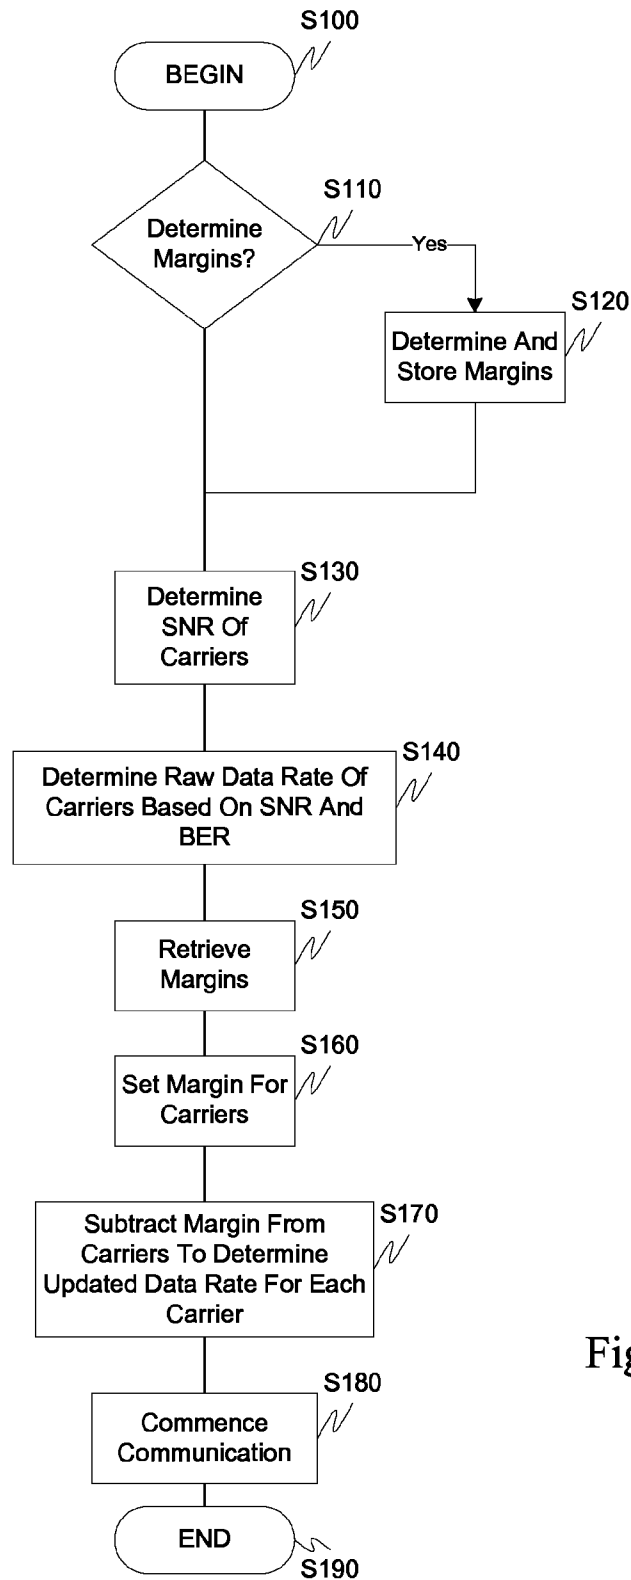 S100
BEGIN
S110
Determine
Margins?
Yes
S120
Determine And
Store Margins
S130
Determine
SNR Of
Carriers
S140
Determine Raw Data Rate Of
Carriers Based On SNR And
BER
S150
Retrieve
Margins
S160
Set Margin For
Carriers
S170
Subtract Margin From
Carriers To Determine
Updated Data Rate For Each
Carrier
Fig
S180
Commence
Communication
END
S190